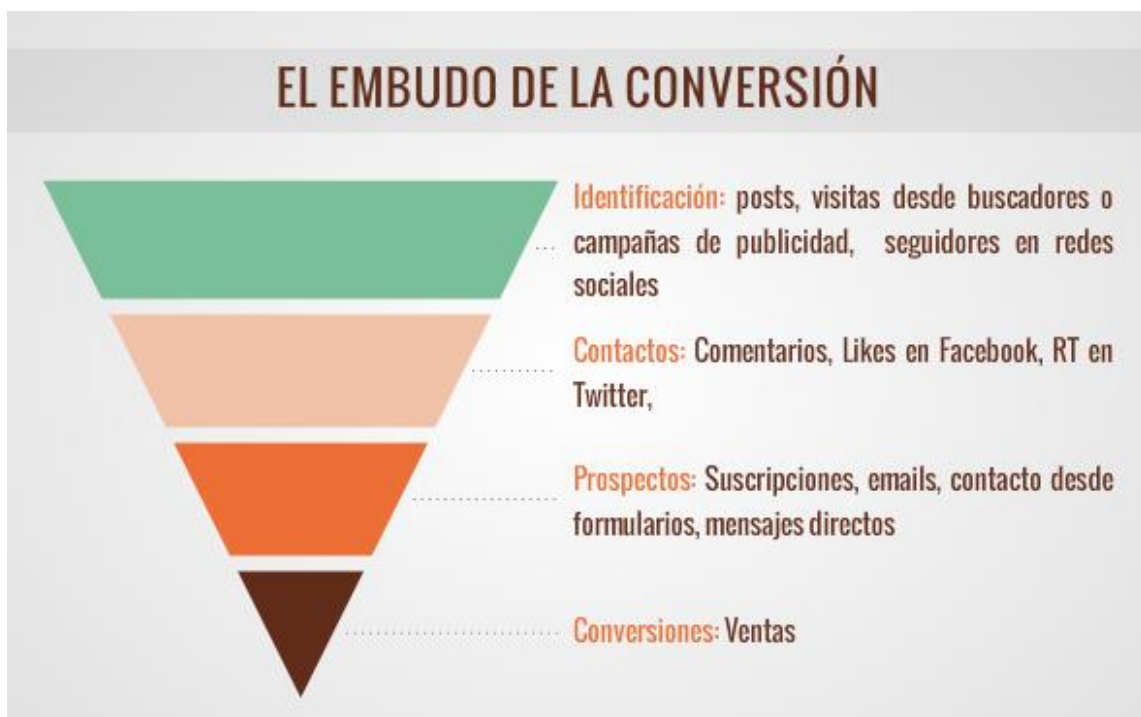 EL EMBUDO DE LA CONVERSIÓN
Identificación: posts, visitas desde buscadores o
campañas de publicidad, seguidores en redes
sociales
Contactos: Comentarios, Likes en Facebook, RT en
Twitter,
Prospectos: Suscripciones, emails, contacto desde
formularios, mensajes directos
Conversiones: Ventas